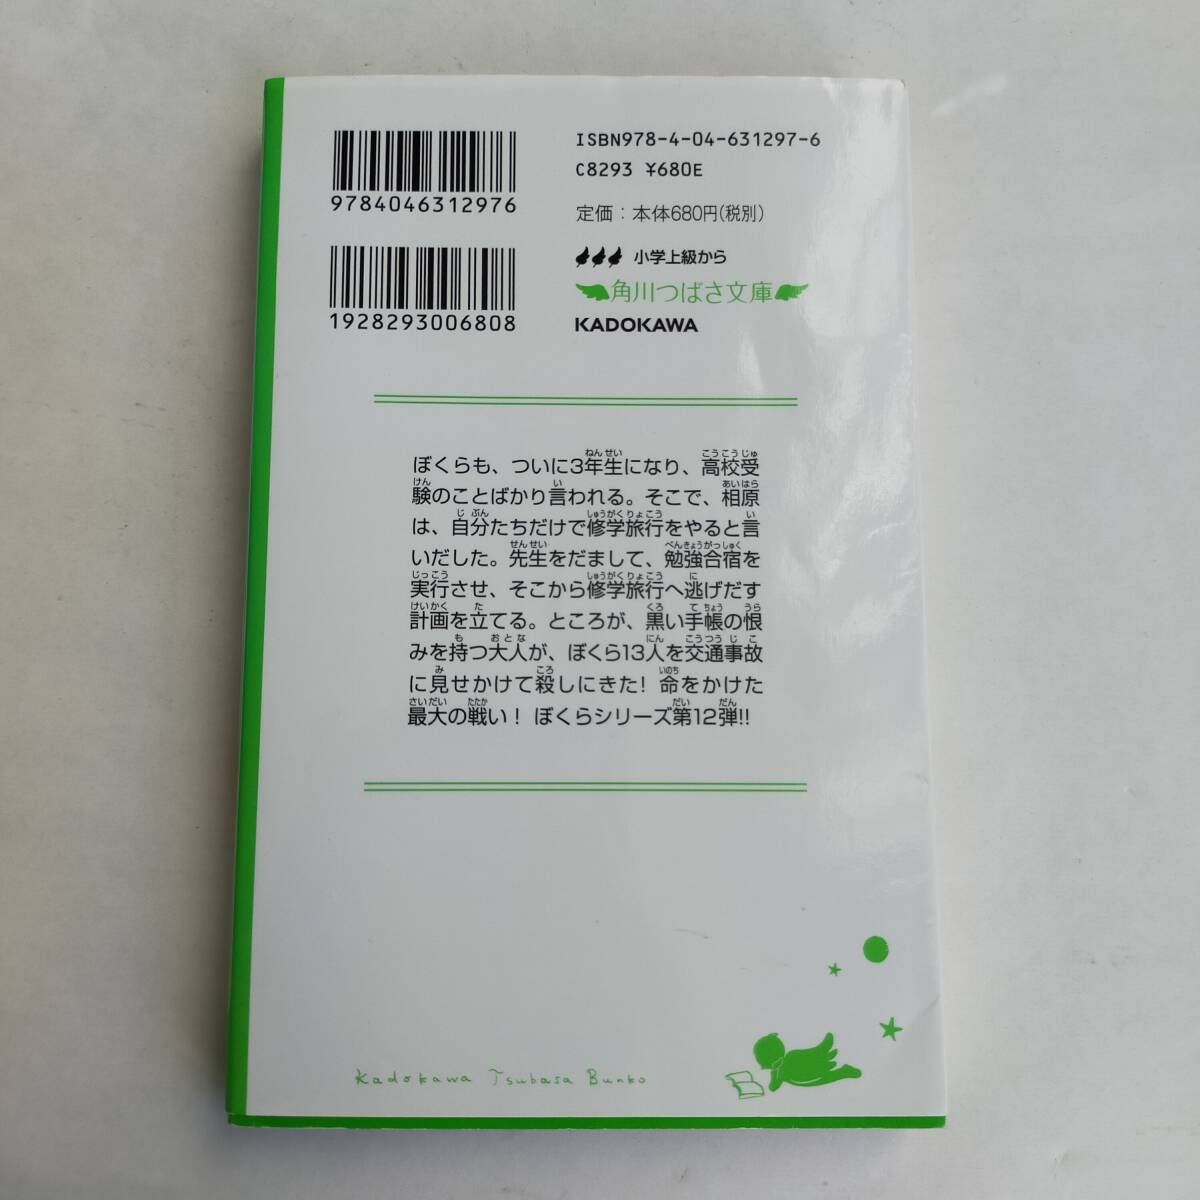 9784046312976
1928293006808
ISBN978-4-04-631297-6
C8293 ¥680E
定価：本体680円(税別)
小学上級から
角川つばさ文庫
KADOKAWA
ぼくらも、ついに3年生になり、高校受
験のことばかり言われる。そこで、相原
は、自分たちだけで修学旅行をやると言
いだした。先生をだまして、勉強合宿を
実行させ、そこから修学旅行へ逃げだす
計画を立てる。ところが、黒い手帳の恨
みを持つ大人が、ぼくら13人を交通事故
に見せかけて殺しにきた! 命をかけた
最大の戦い! ぼくらシリーズ第12弾!!
Kadokawa Tsubasa Bunko